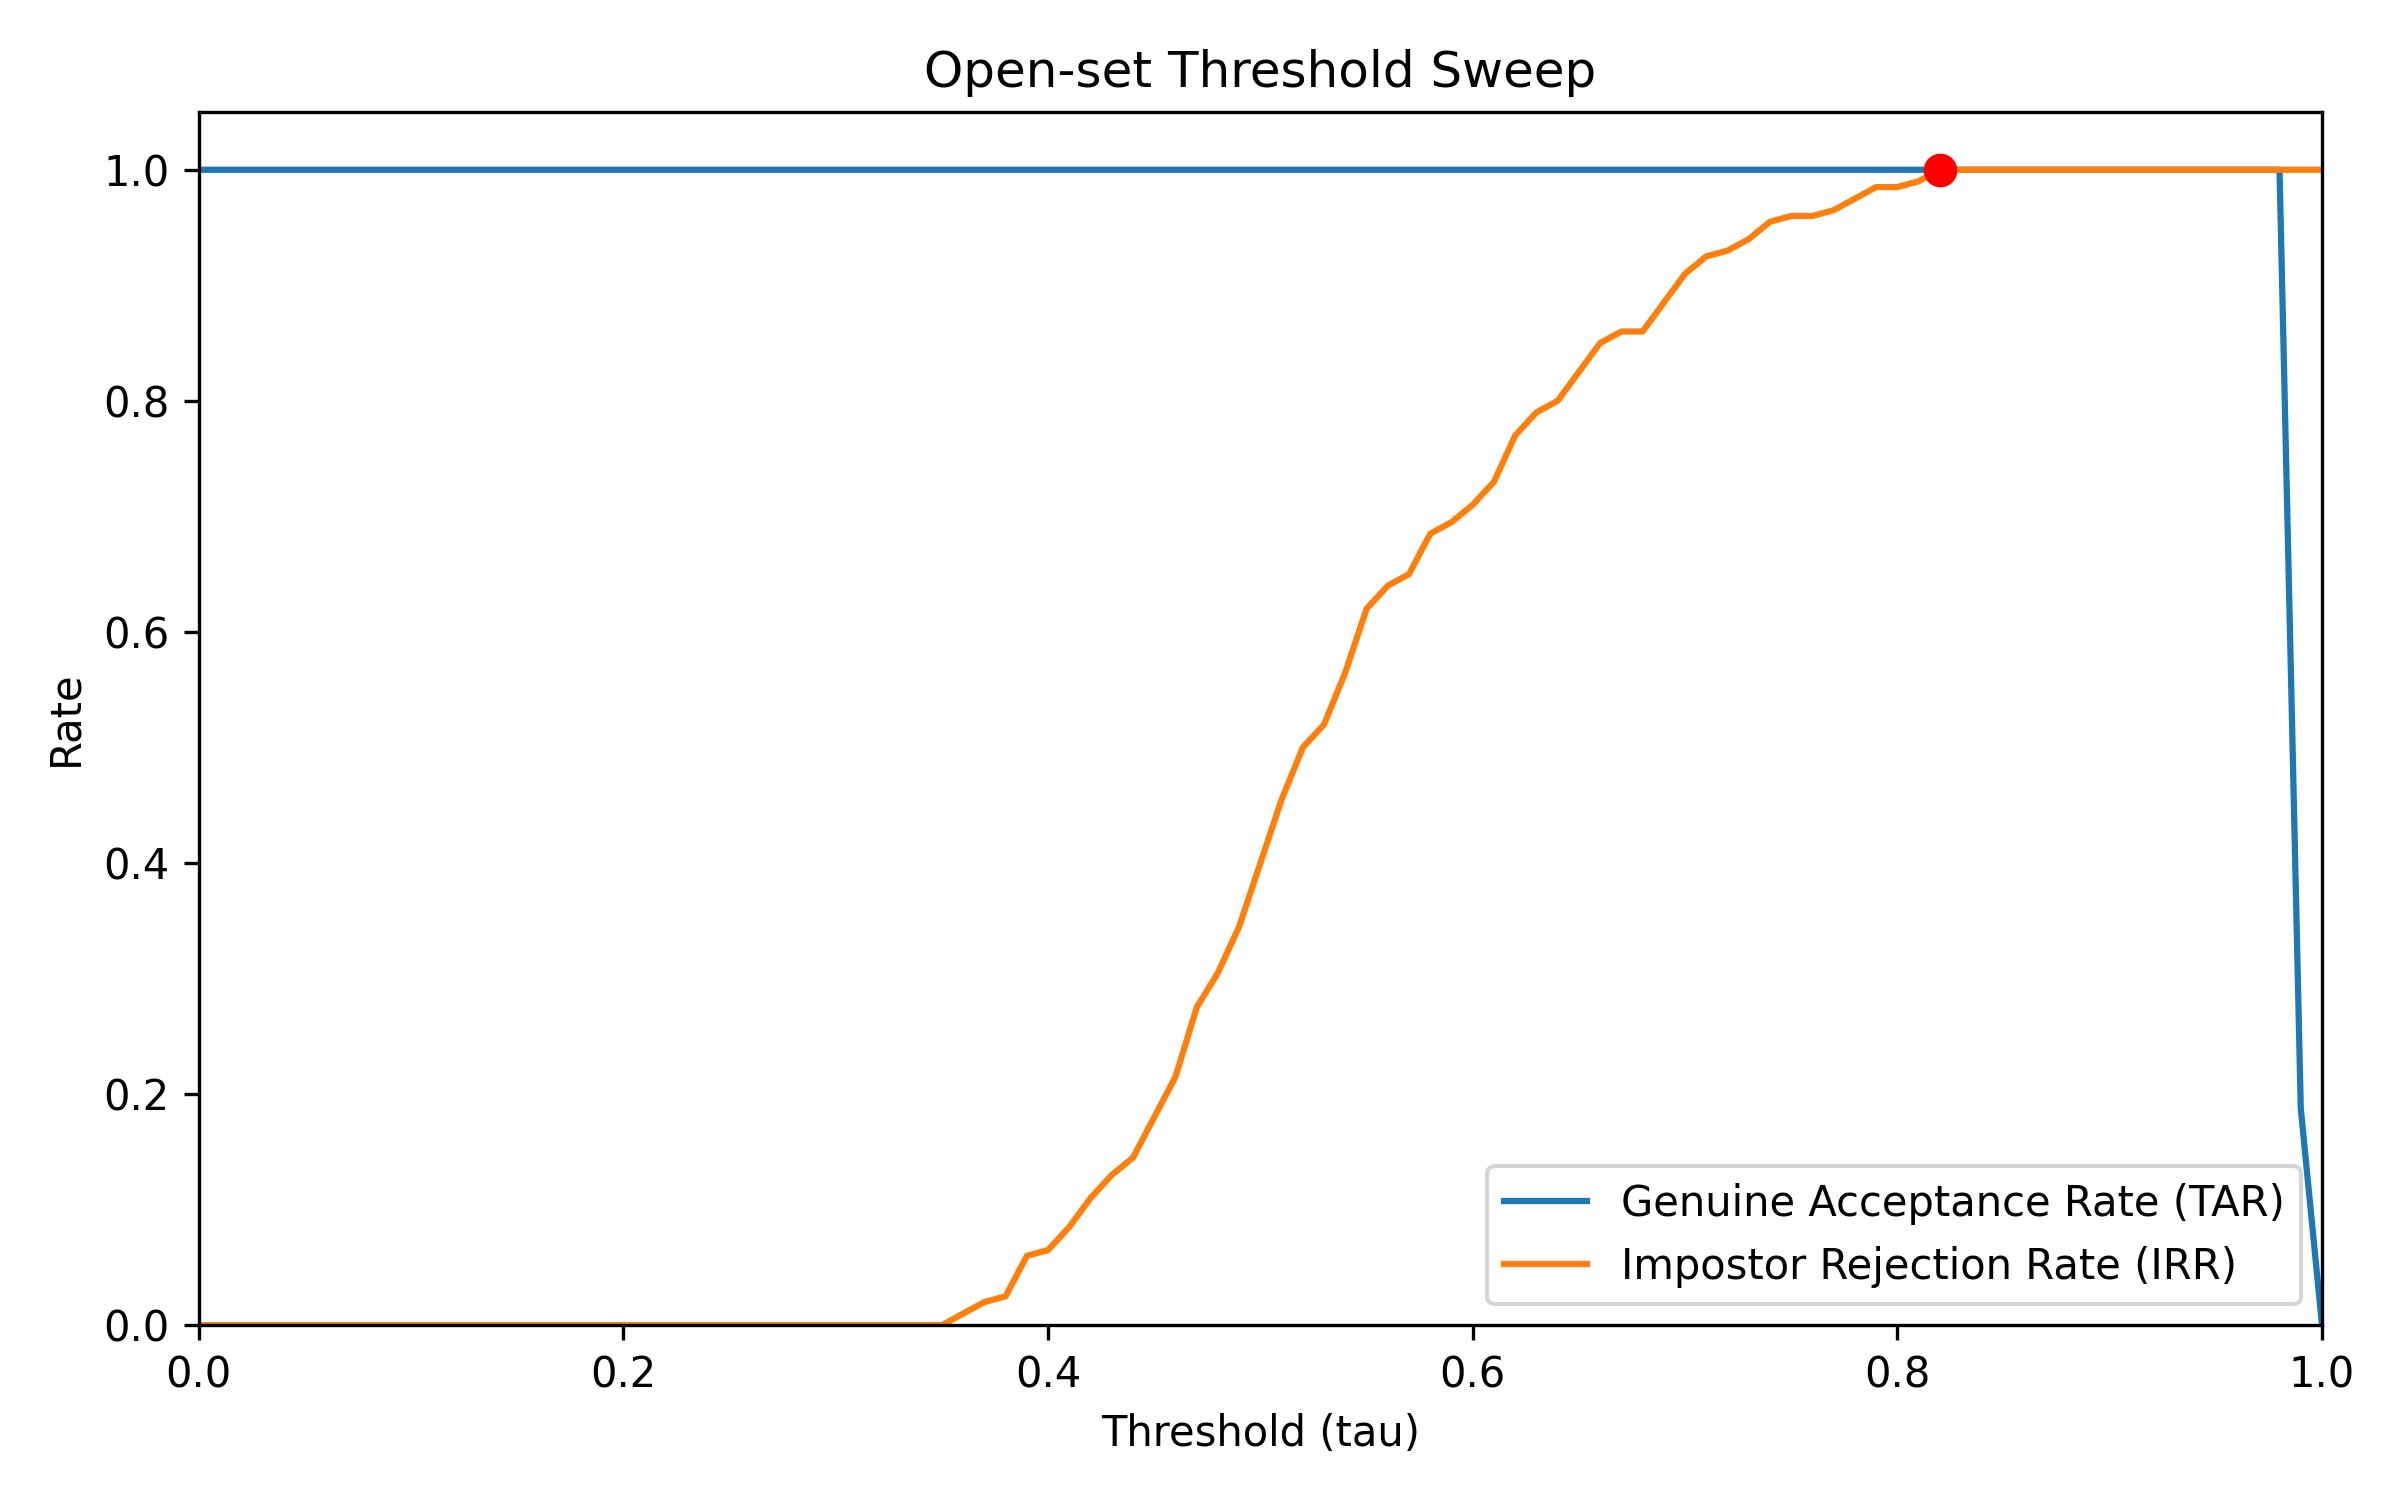 Open-set Threshold Sweep
1.0
0.8
0.6
0.4
0.2
0.0
Rate
Genuine Acceptance Rate (TAR)
Impostor Rejection Rate (IRR)
0.0 0.2 0.4 0.6 0.8 1.0
Threshold (tau)